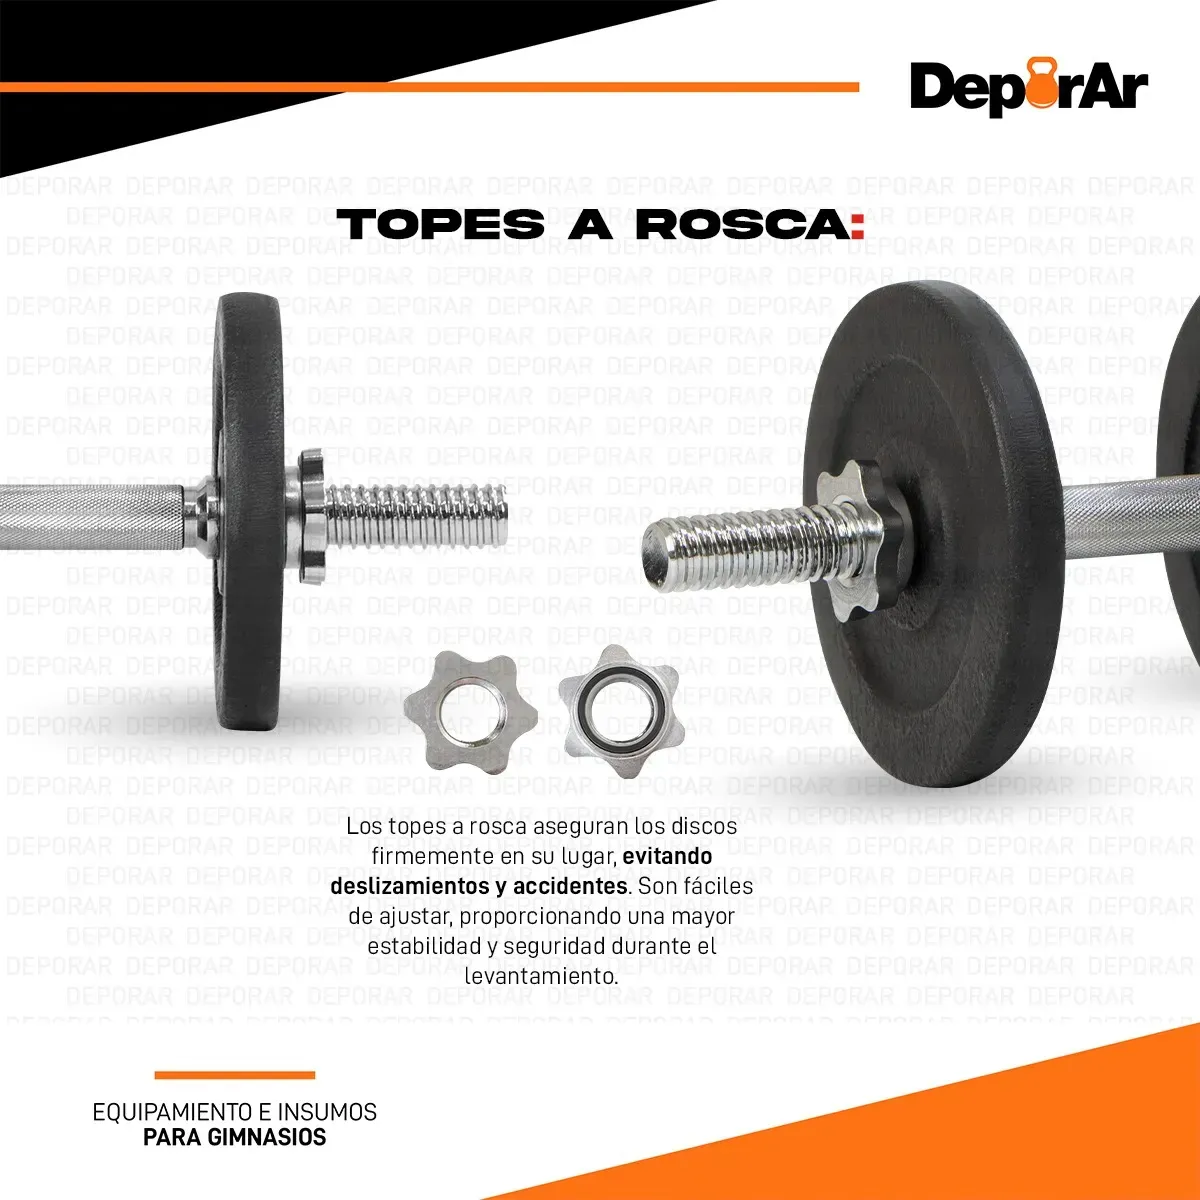 DeporAr
TOPES A ROSCA:
Los topes a rosca aseguran los discos
firmemente en su lugar, evitando
deslizamientos y accidentes. Son fáciles
de ajustar, proporcionando una mayor
estabilidad y seguridad durante el
levantamiento.
EQUIPAMIENTO E INSUMOS
PARA GIMNASIOS